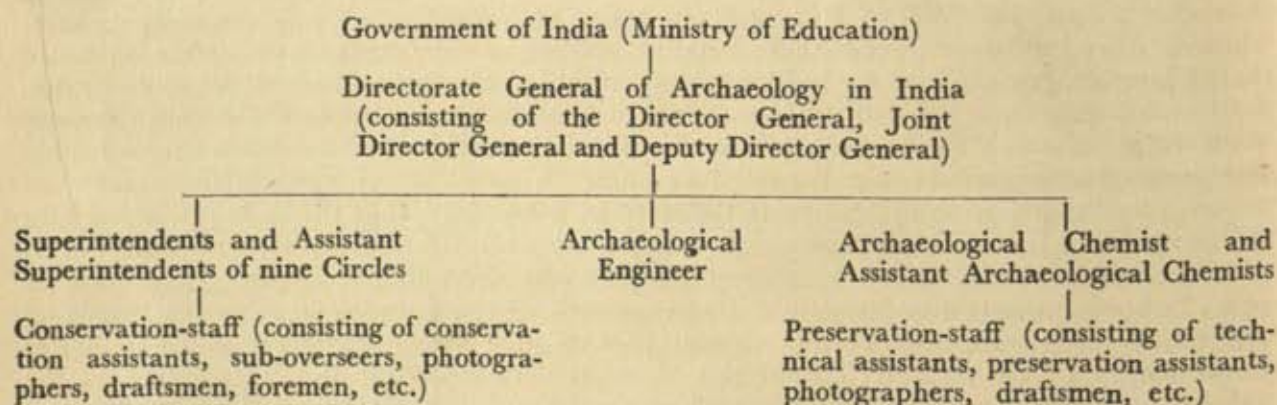 Government of India (Ministry of Education)
Directorate General of Archaeology in India
(consisting of the Director General, Joint
Director General and Deputy Director General)
Superintendents and Assistant
Superintendents of nine Circles
Archaeological
Engineer
Archaeological Chemist and
Assistant Archaeological Chemists
Conservation-staff (consisting of conserva-
tion assistants, sub-overseers, photogra-
phers, draftsmen, foremen, etc.)
Preservation-staff (consisting of tech-
nical assistants, preservation assistants,
photographers, draftsmen, etc.)